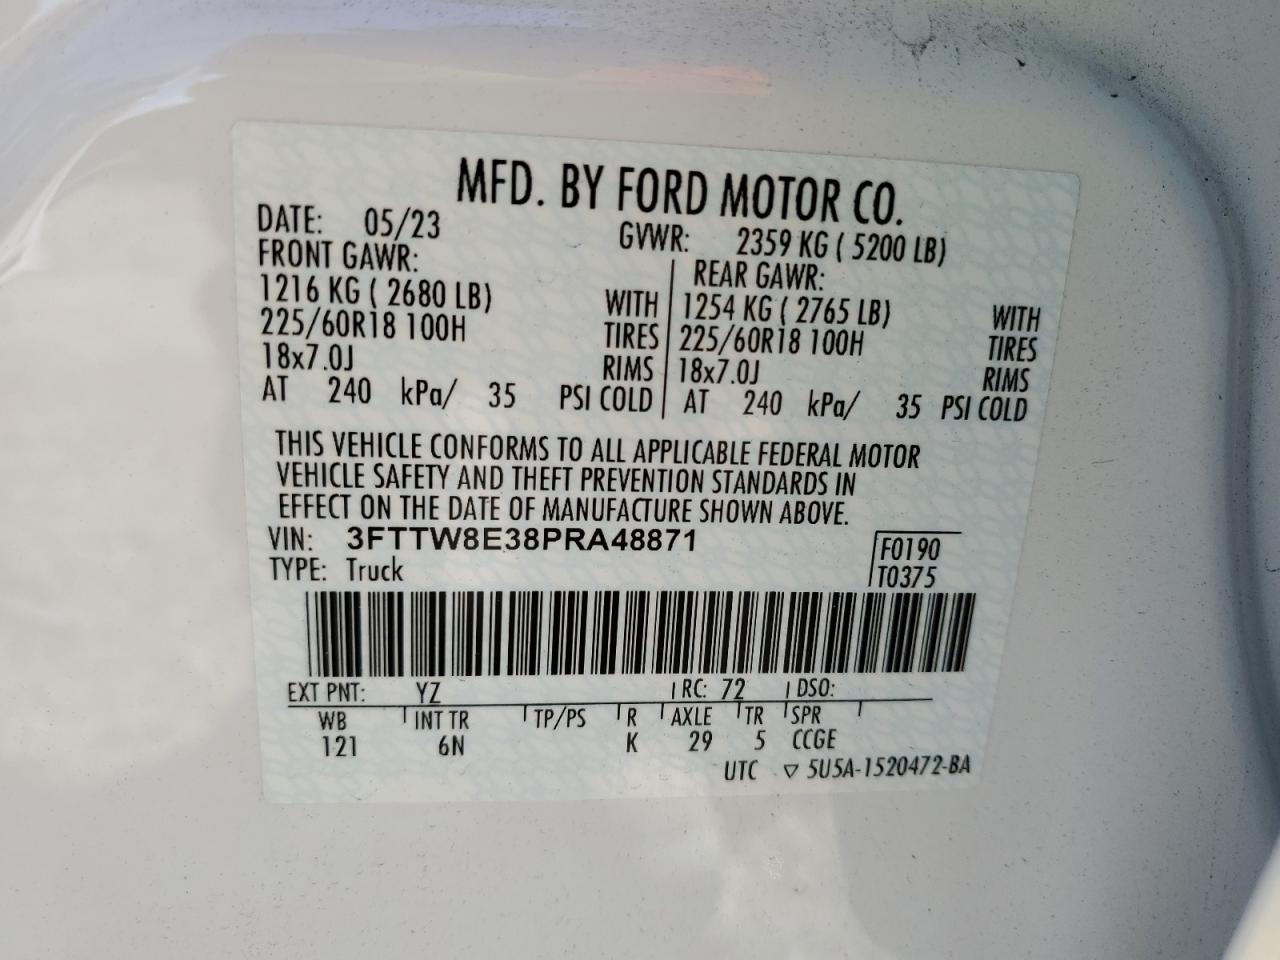 MFD. BY FORD MOTOR CO.
DATE: 05/23 GVWR: 2359 KG ( 5200 LB)
FRONT GAWR: REAR GAWR:
1216 KG ( 2680 LB) WITH 1254 KG ( 2765 LB) WITH
225/60R18 100H TIRES 225/60R18 100H TIRES
18x7.0J RIMS 18x7.0J RIMS
AT 240 kPa/ 35 PSI COLD AT 240 kPa/ 35 PSI COLD
THIS VEHICLE CONFORMS TO ALL APPLICABLE FEDERAL MOTOR
VEHICLE SAFETY AND THEFT PREVENTION STANDARDS IN
EFFECT ON THE DATE OF MANUFACTURE SHOWN ABOVE.
VIN: 3FTTW8E38PRA48871 F0190
TYPE: Truck T0375
EXT PNT: YZ RC: 72 DSO:
WB INT TR TP/PS R AXLE TR SPR
121 6N K 29 5 CCGE
UTC ▽ 5U5A-1520472-BA